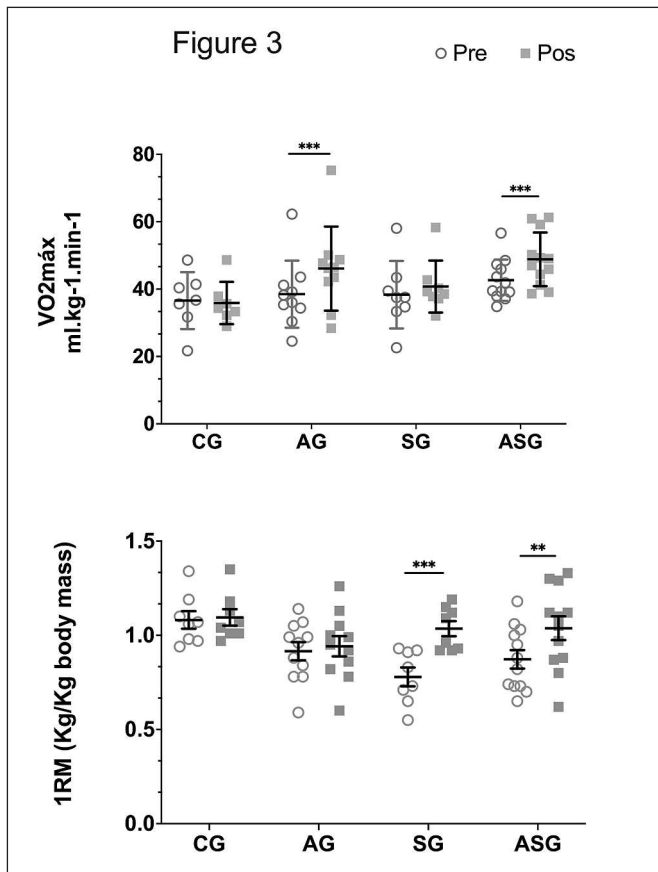 Figure 3
Pre Pos
VO2máx
ml.kg-1.min-1
80
60
40
20
0
***
***
CG AG SG ASG
1RM (Kg/Kg body mass)
1.5
1.0
0.5
0.0
***
**
CG AG SG ASG